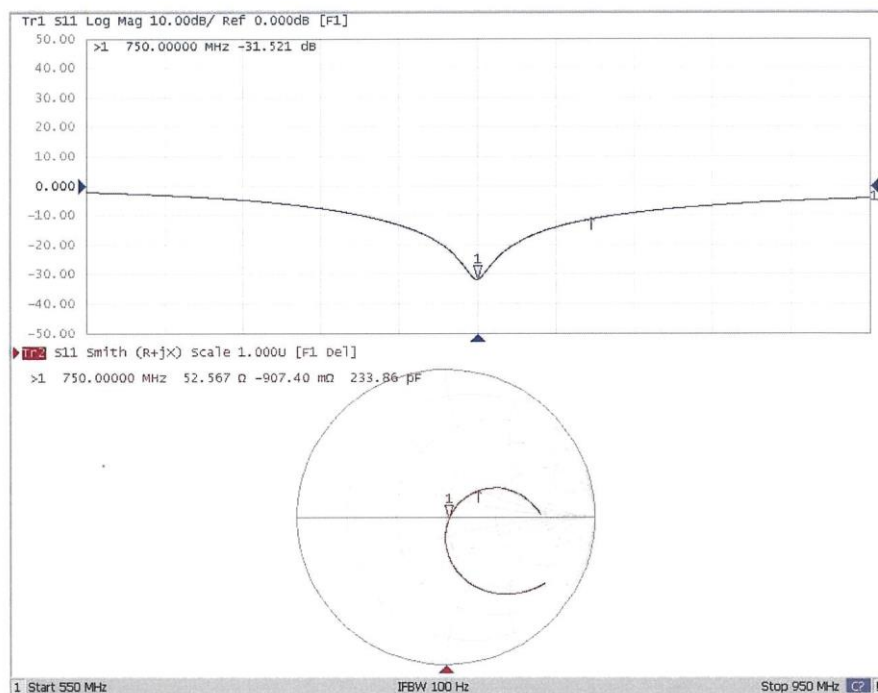 Tr1 S11 Log Mag 10.00dB/ Ref 0.000dB [F1]
50.00
>1 750.00000 MHz -31.521 dB
40.00
30.00
20.00
10.00
0.000
1
-10.00
-20.00
1
-30.00
-40.00
-50.00
Tr2 S11 Smith (R+jX) Scale 1.000U [F1 Del]
>1 750.00000 MHz 52.567 Ω -907.40 mΩ 233.86 pF
1
1 Start 550 MHz IFBW 100 Hz Stop 950 MHz C?